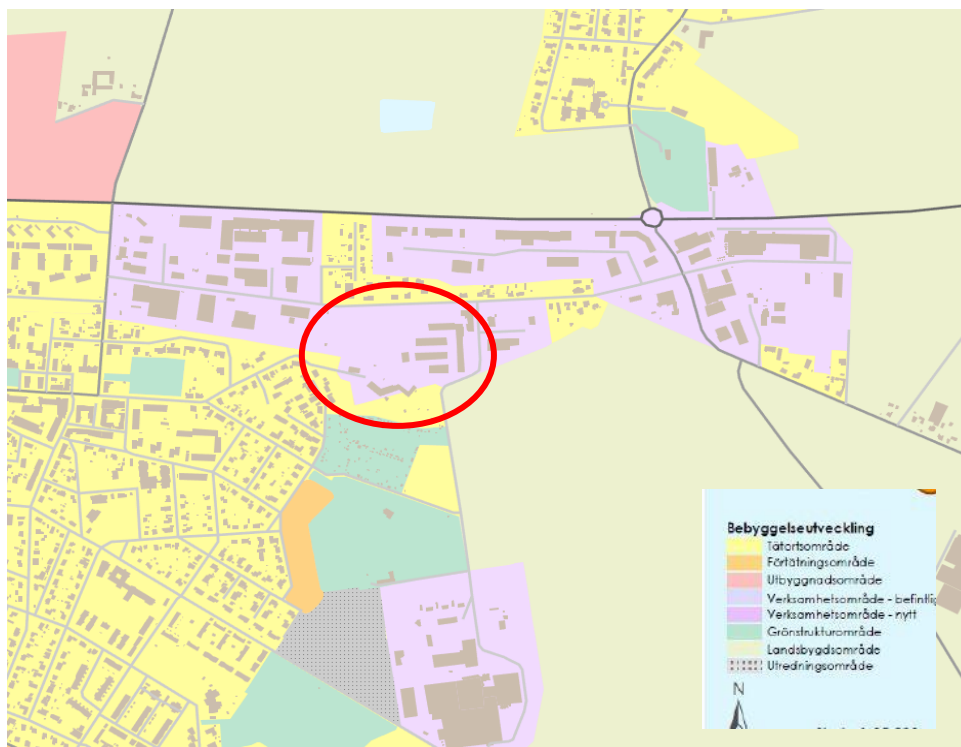 Bebyggelseutveckling
Tätortsområde
Förtätningsområde
Utbyggnadsområde
Verksamhetsområde - befintlig
Verksamhetsområde - nytt
Grönstrukturområde
Landsbygdsområde
Utredningsområde
N